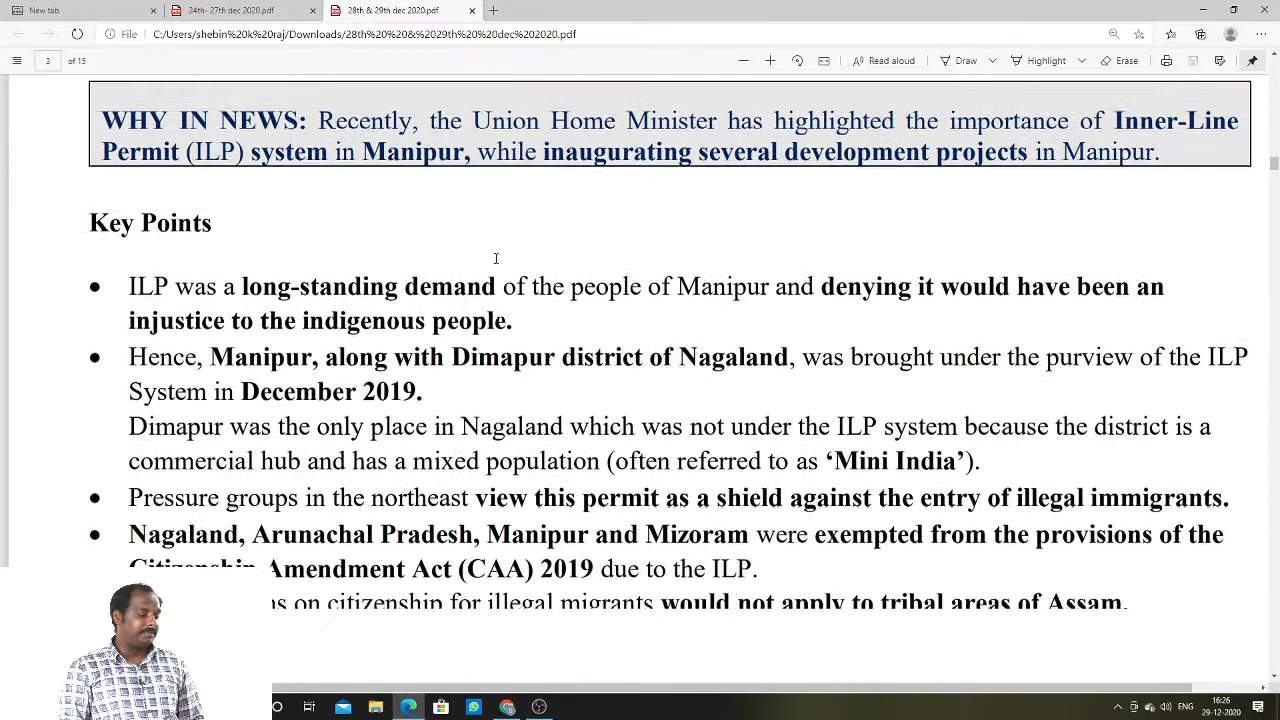 New tab
24th- 27th dec 2020.pdf
28th & 29th dec 2020.pdf
File C:/Users/shebin%20k%20raj/Downloads/28th%20%20&%2029th%20%20dec%202020.pdf
3 of 15
Read aloud
Draw
Highlight
Erase
WHY IN NEWS: Recently, the Union Home Minister has highlighted the importance of Inner-Line
Permit (ILP) system in Manipur, while inaugurating several development projects in Manipur.
Key Points
ILP was a long-standing demand of the people of Manipur and denying it would have been an
injustice to the indigenous people.
Hence, Manipur, along with Dimapur district of Nagaland, was brought under the purview of the ILP
System in December 2019.
Dimapur was the only place in Nagaland which was not under the ILP system because the district is a
commercial hub and has a mixed population (often referred to as ‘Mini India’).
Pressure groups in the northeast view this permit as a shield against the entry of illegal immigrants.
Nagaland, Arunachal Pradesh, Manipur and Mizoram were exempted from the provisions of the
Citizenship Amendment Act (CAA) 2019 due to the ILP.
on citizenship for illegal migrants would not apply to tribal areas of Assam.
ENG
16:26
29-12-2020